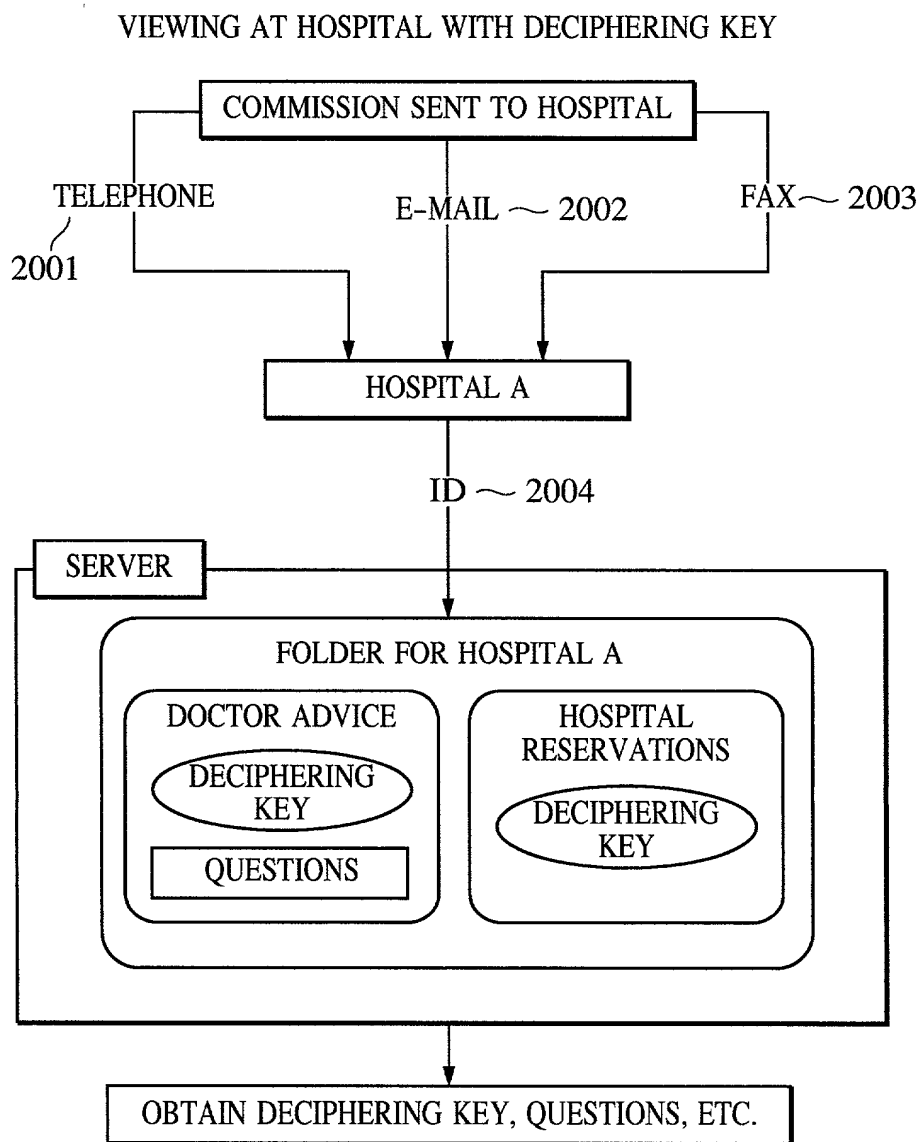 VIEWING AT HOSPITAL WITH DECIPHERING KEY
COMMISSION SENT TO HOSPITAL
TELEPHONE
2001
E-MAIL 2002
FAX 2003
HOSPITAL A
ID 2004
SERVER
FOLDER FOR HOSPITAL A
DOCTOR ADVICE
DECIPHERING
KEY
QUESTIONS
HOSPITAL
RESERVATIONS
DECIPHERING
KEY
OBTAIN DECIPHERING KEY, QUESTIONS, ETC.